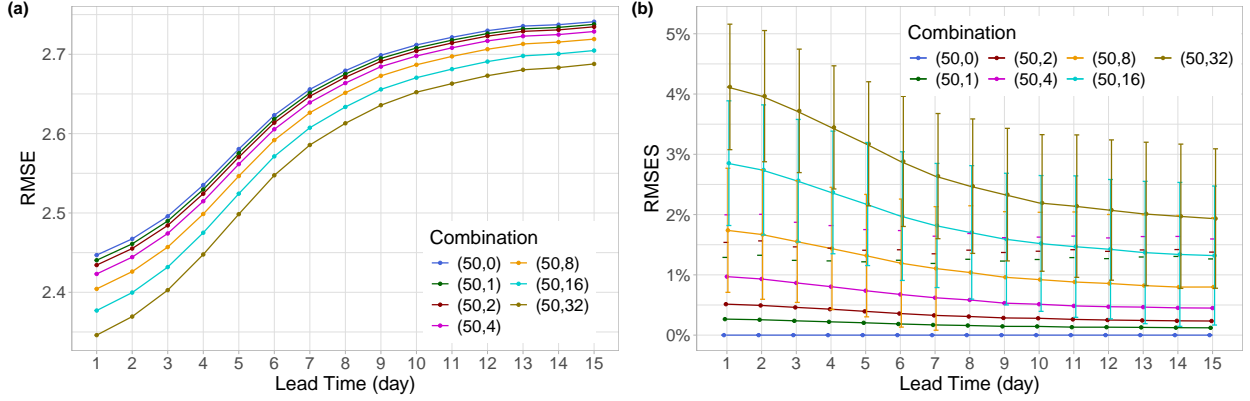 (a)
RMSE
2.7
2.6
2.5
2.4
Combination
(50,0) (50,8)
(50,1) (50,16)
(50,2) (50,32)
(50,4)
1 2 3 4 5 6 7 8 9 10 11 12 13 14 15
Lead Time (day)
(b)
RMSES
5%
4%
3%
2%
1%
0%
Combination
(50,0) (50,2) (50,8) (50,32)
(50,1) (50,4) (50,16)
1 2 3 4 5 6 7 8 9 10 11 12 13 14 15
Lead Time (day)